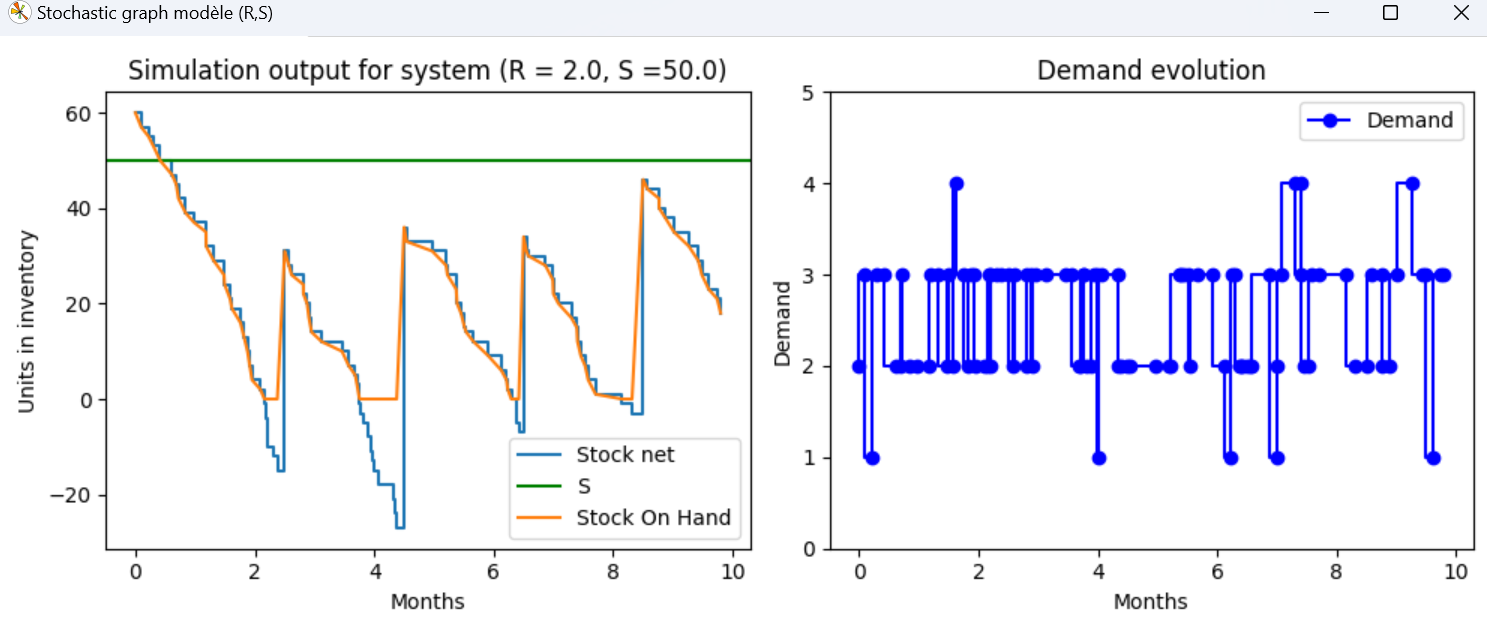 Stochastic graph modèle (R,S)
Simulation output for system (R = 2.0, S =50.0)
60
40
20
0
−20
Units in inventory
0 2 4 6 8 10
Months
Stock net
S
Stock On Hand
Demand evolution
5
4
3
2
1
0
Demand
0 2 4 6 8 10
Months
Demand